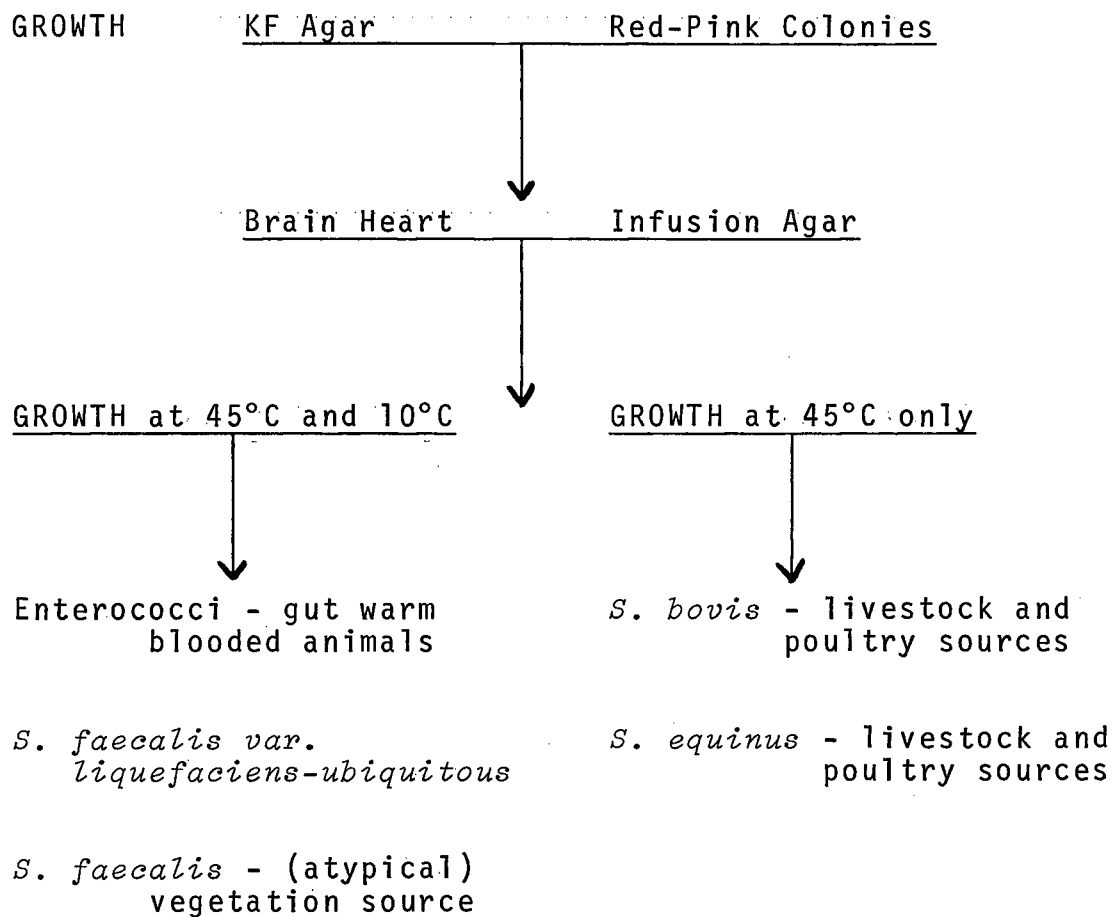 GROWTH KF Agar Red-Pink Colonies
Brain Heart Infusion Agar
GROWTH at 45°C and 10°C
GROWTH at 45°C only
Enterococci - gut warm
blooded animals
S. bovis - livestock and
poultry sources
S. faecalis var.
liquefaciens-ubiquitous
S. equinus - livestock and
poultry sources
S. faecalis - (atypical)
vegetation source